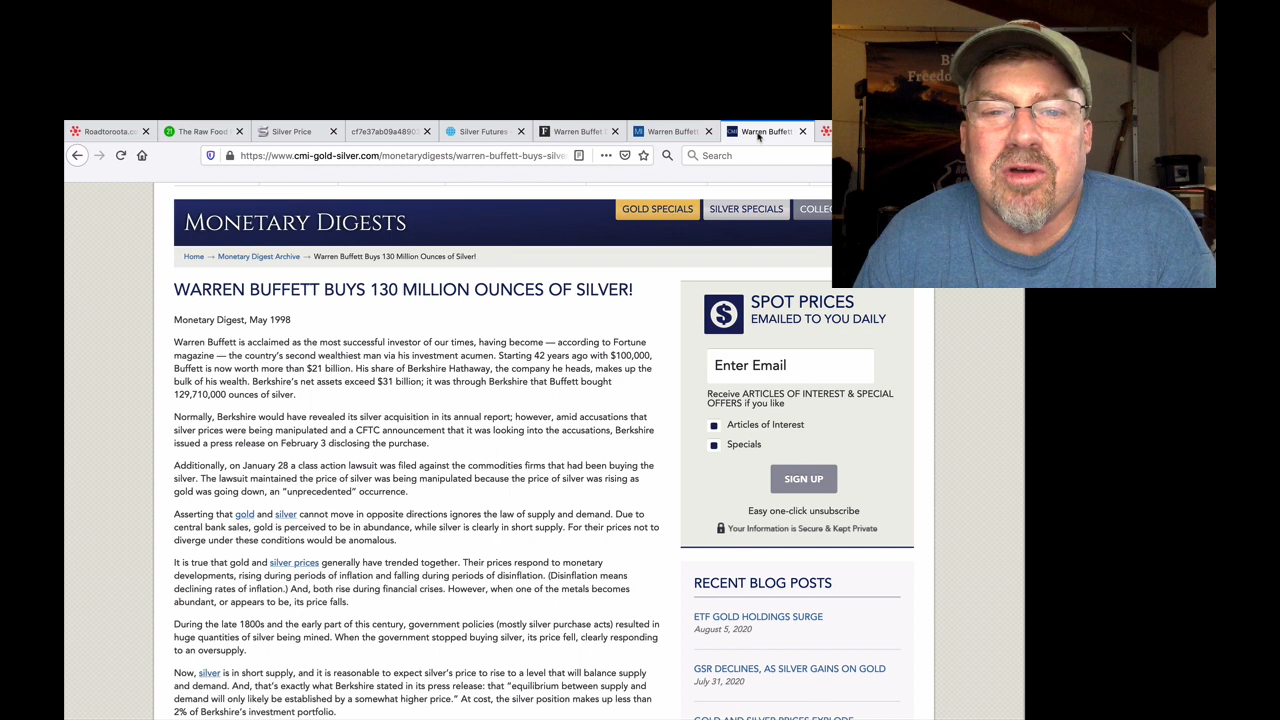 Roadtoroota.c
The Raw Food
Silver Price
cf7e37ab09a4890
Silver Futures -
Warren Buffet
Warren Buffett
CMI
Warren Buffett
https://www.cmi-gold-silver.com/monetarydigests/warren-buffett-buys-silve
Search
MONETARY DIGESTS
GOLD SPECIALS
SILVER SPECIALS
COLLEC
Home → Monetary Digest Archive → Warren Buffett Buys 130 Million Ounces of Silver!
WARREN BUFFETT BUYS 130 MILLION OUNCES OF SILVER!
Monetary Digest, May 1998
Warren Buffett is acclaimed as the most successful investor of our times, having become — according to Fortune
magazine — the country's second wealthiest man via his investment acumen. Starting 42 years ago with $100,000,
Buffett is now worth more than $21 billion. His share of Berkshire Hathaway, the company he heads, makes up the
bulk of his wealth. Berkshire's net assets exceed $31 billion; it was through Berkshire that Buffett bought
129,710,000 ounces of silver.
Normally, Berkshire would have revealed its silver acquisition in its annual report; however, amid accusations that
silver prices were being manipulated and a CFTC announcement that it was looking into the accusations, Berkshire
issued a press release on February 3 disclosing the purchase.
Additionally, on January 28 a class action lawsuit was filed against the commodities firms that had been buying the
silver. The lawsuit maintained the price of silver was being manipulated because the price of silver was rising as
gold was going down, an "unprecedented" occurrence.
Asserting that gold and silver cannot move in opposite directions ignores the law of supply and demand. Due to
central bank sales, gold is perceived to be in abundance, while silver is clearly in short supply. For their prices not to
diverge under these conditions would be anomalous.
It is true that gold and silver prices generally have trended together. Their prices respond to monetary
developments, rising during periods of inflation and falling during periods of disinflation. (Disinflation means
declining rates of inflation.) And, both rise during financial crises. However, when one of the metals becomes
abundant, or appears to be, its price falls.
During the late 1800s and the early part of this century, government policies (mostly silver purchase acts) resulted in
huge quantities of silver being mined. When the government stopped buying silver, its price fell, clearly responding
to an oversupply.
Now, silver is in short supply, and it is reasonable to expect silver's price to rise to a level that will balance supply
and demand. And, that's exactly what Berkshire stated in its press release: that "equilibrium between supply and
demand will only likely be established by a somewhat higher price." At cost, the silver position makes up less than
2% of Berkshire's investment portfolio.
SPOT PRICES
EMAILED TO YOU DAILY
Enter Email
Receive ARTICLES OF INTEREST & SPECIAL
OFFERS if you like
Articles of Interest
Specials
SIGN UP
Easy one-click unsubscribe
Your Information is Secure & Kept Private
RECENT BLOG POSTS
ETF GOLD HOLDINGS SURGE
August 5, 2020
GSR DECLINES, AS SILVER GAINS ON GOLD
July 31, 2020
GOLD AND SILVER PRICES EXPLODE